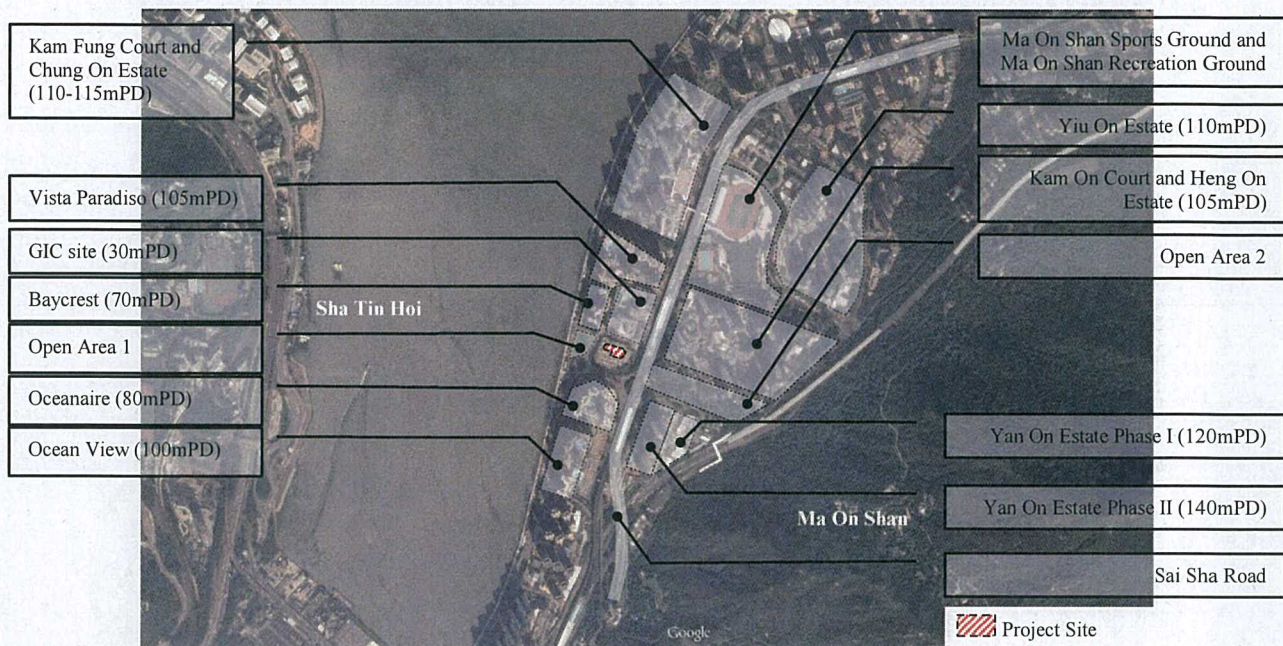 Kam Fung Court and
Chung On Estate
(110-115mPD)
Vista Paradiso (105mPD)
GIC site (30mPD)
Baycrest (70mPD)
Open Area 1
Oceanaire (80mPD)
Ocean View (100mPD)
Sha Tin Hoi
Ma On Shan
Google
Ma On Shan Sports Ground and
Ma On Shan Recreation Ground
Yiu On Estate (110mPD)
Kam On Court and Heng On
Estate (105mPD)
Open Area 2
Yan On Estate Phase I (120mPD)
Yan On Estate Phase II (140mPD)
Sai Sha Road
Project Site